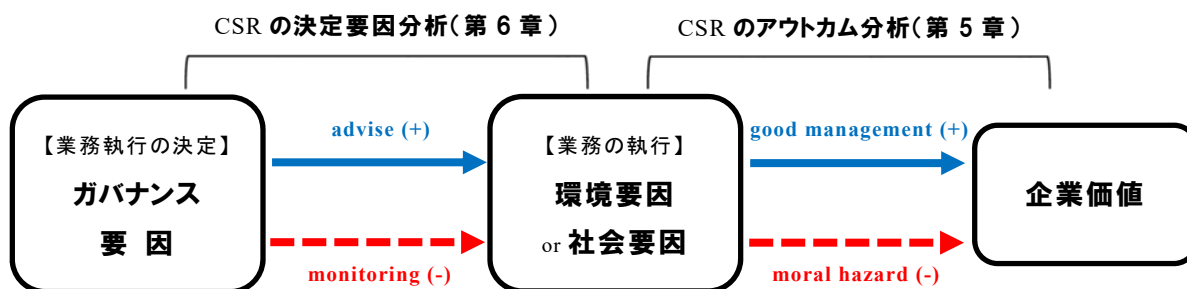 CSR の決定要因分析（第 6 章）
CSR のアウトカム分析（第 5 章）
【業務執行の決定】
ガバナンス
要 因
advise (+)
monitoring (-)
【業務の執行】
環境要因
or 社会要因
good management (+)
moral hazard (-)
企業価値